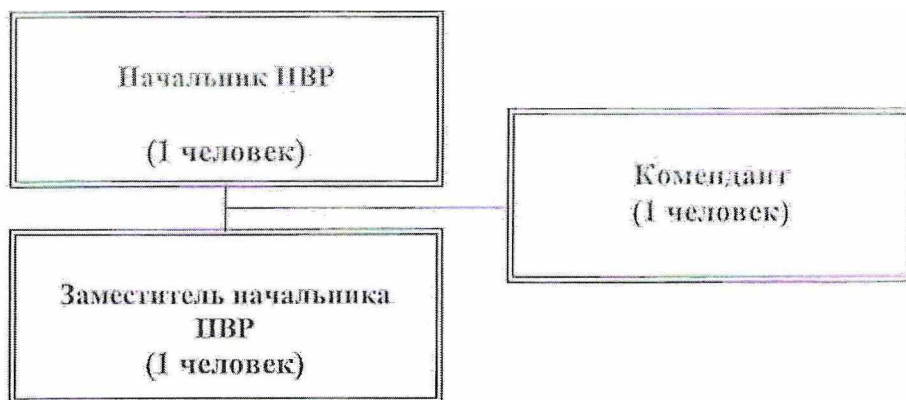 Начальник ПВР
(1 человек)
Комендант
(1 человек)
Заместитель начальника
ПВР
(1 человек)